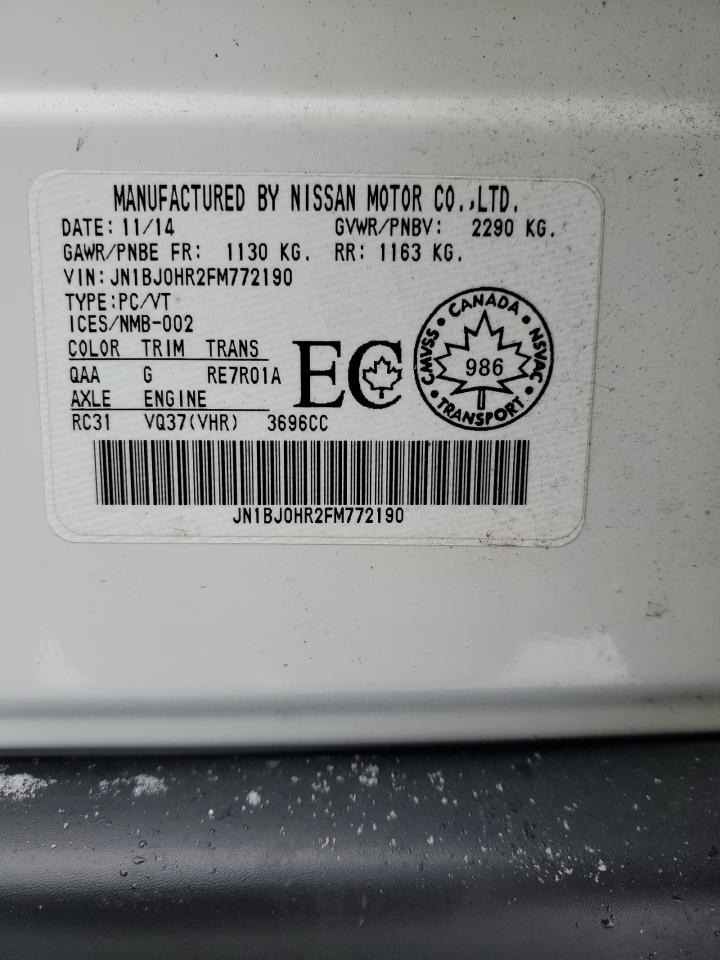 MANUFACTURED BY NISSAN MOTOR CO.,LTD.
DATE: 11/14 GVWR/PNBV: 2290 KG.
GAWR/PNBE FR: 1130 KG. RR: 1163 KG.
VIN: JN1BJ0HR2FM772190
TYPE:PC/VT
ICES/NMB-002
COLOR TRIM TRANS
QAA G RE7R01A
AXLE ENGINE
RC31 VQ37(VHR) 3696CC
EC
CANADA
CMVSS 986 NSVAC
TRANSPORT
JN1BJ0HR2FM772190